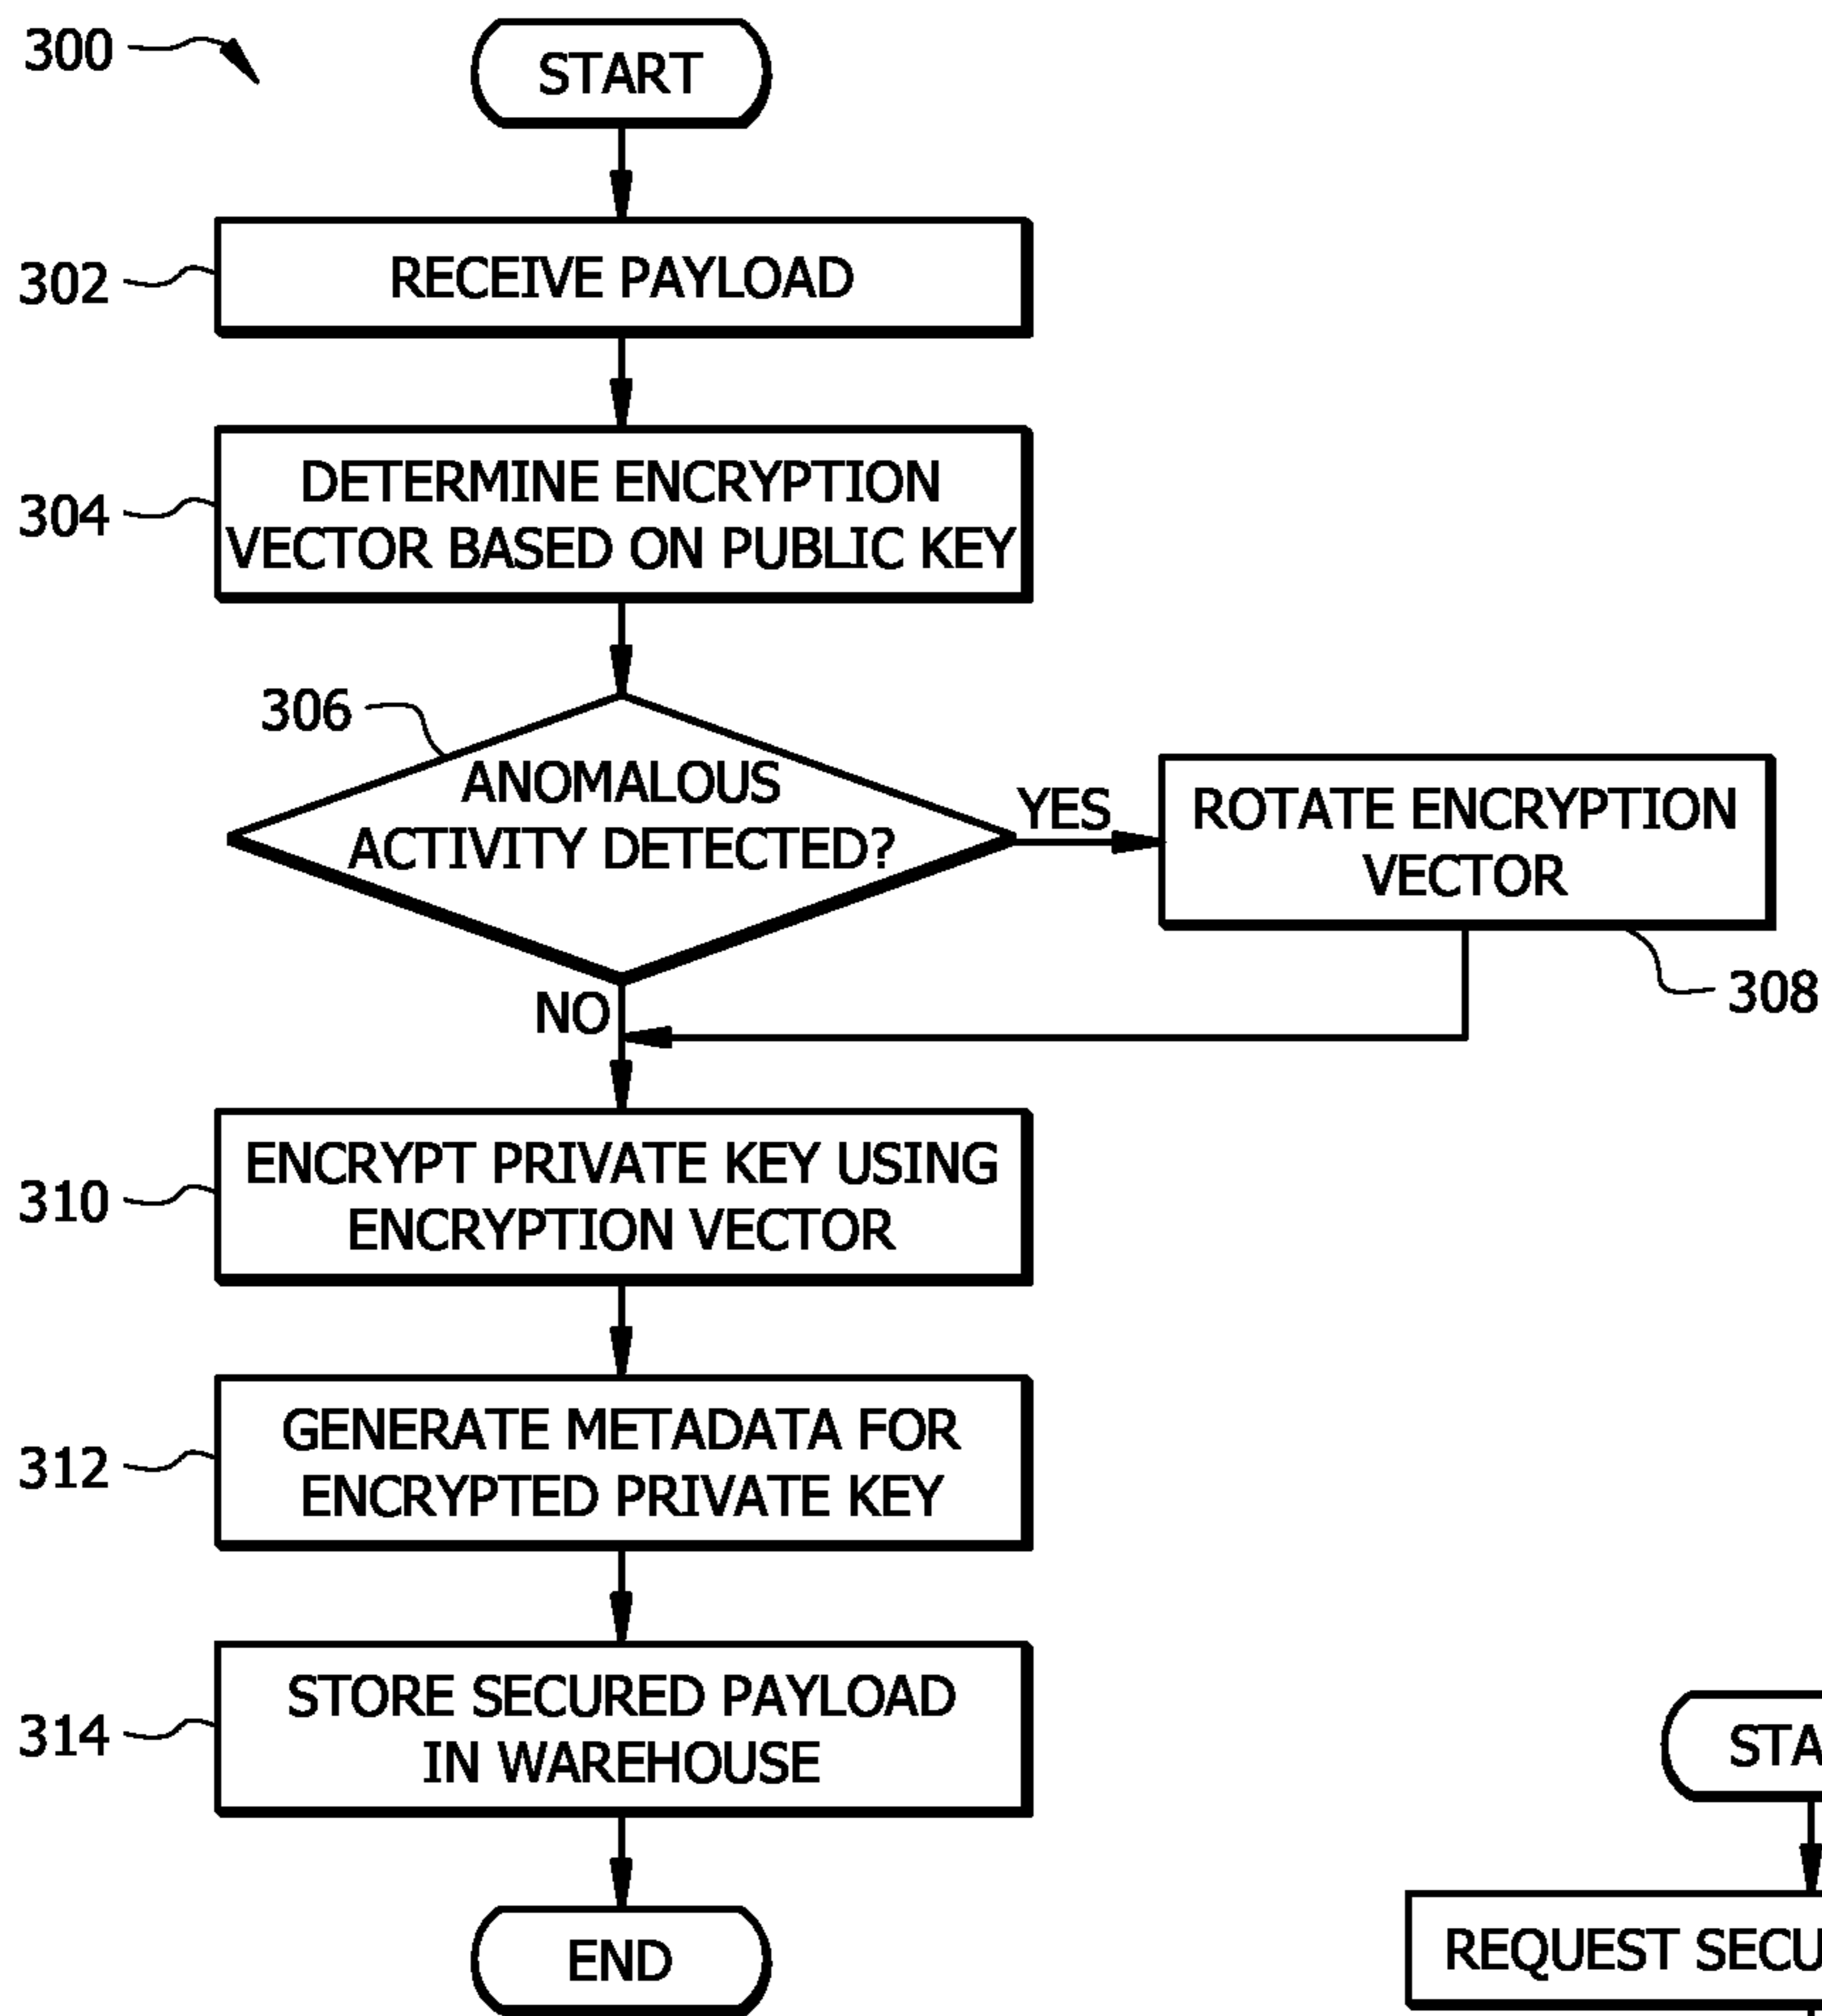 300
START
302
RECEIVE PAYLOAD
304
DETERMINE ENCRYPTION
VECTOR BASED ON PUBLIC KEY
306
ANOMALOUS
ACTIVITY DETECTED?
YES
ROTATE ENCRYPTION
VECTOR
308
NO
310
ENCRYPT PRIVATE KEY USING
ENCRYPTION VECTOR
312
GENERATE METADATA FOR
ENCRYPTED PRIVATE KEY
314
STORE SECURED PAYLOAD
IN WAREHOUSE
END
REQUEST